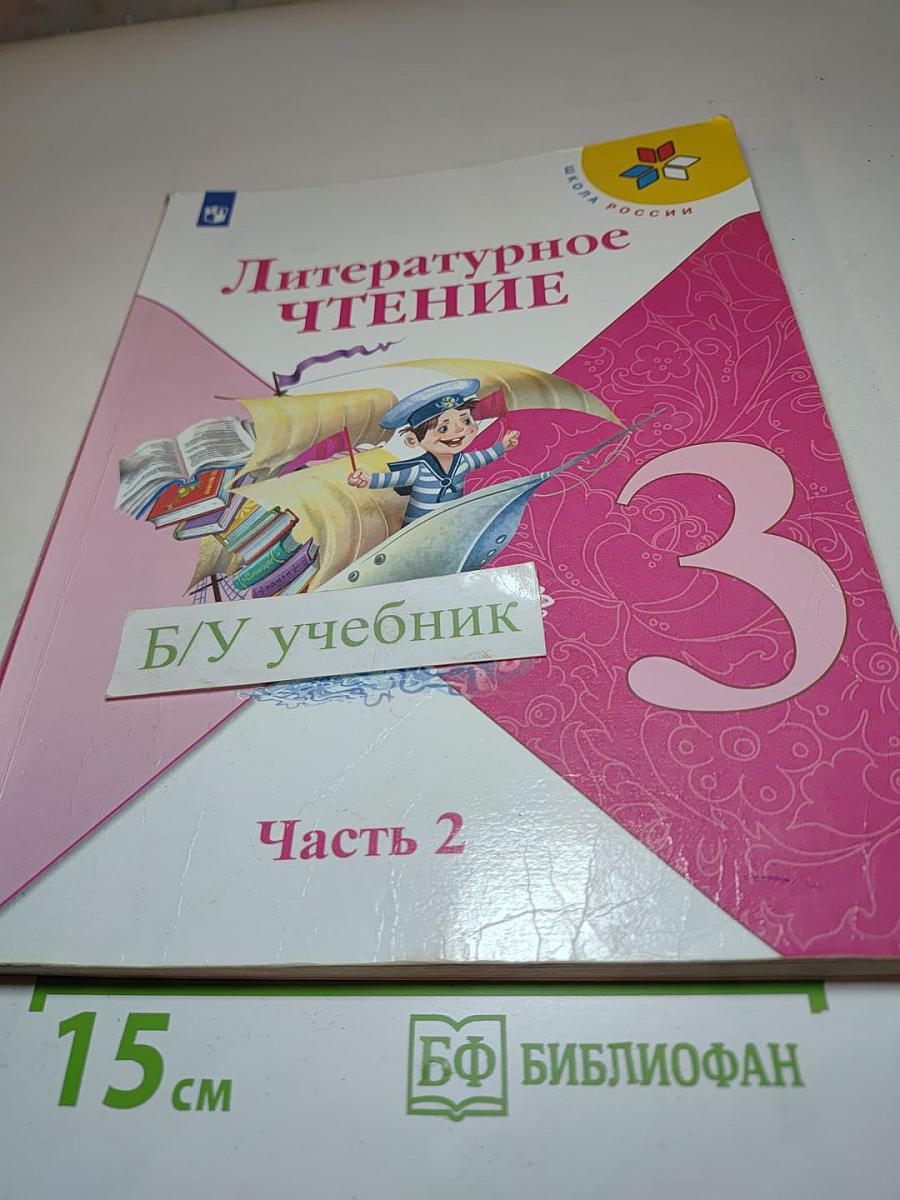 ШКОЛА РОССИИ
Литературное
ЧТЕНИЕ
3
Б/У учебник
Часть 2
15 см
БФ БИБЛИОФАН